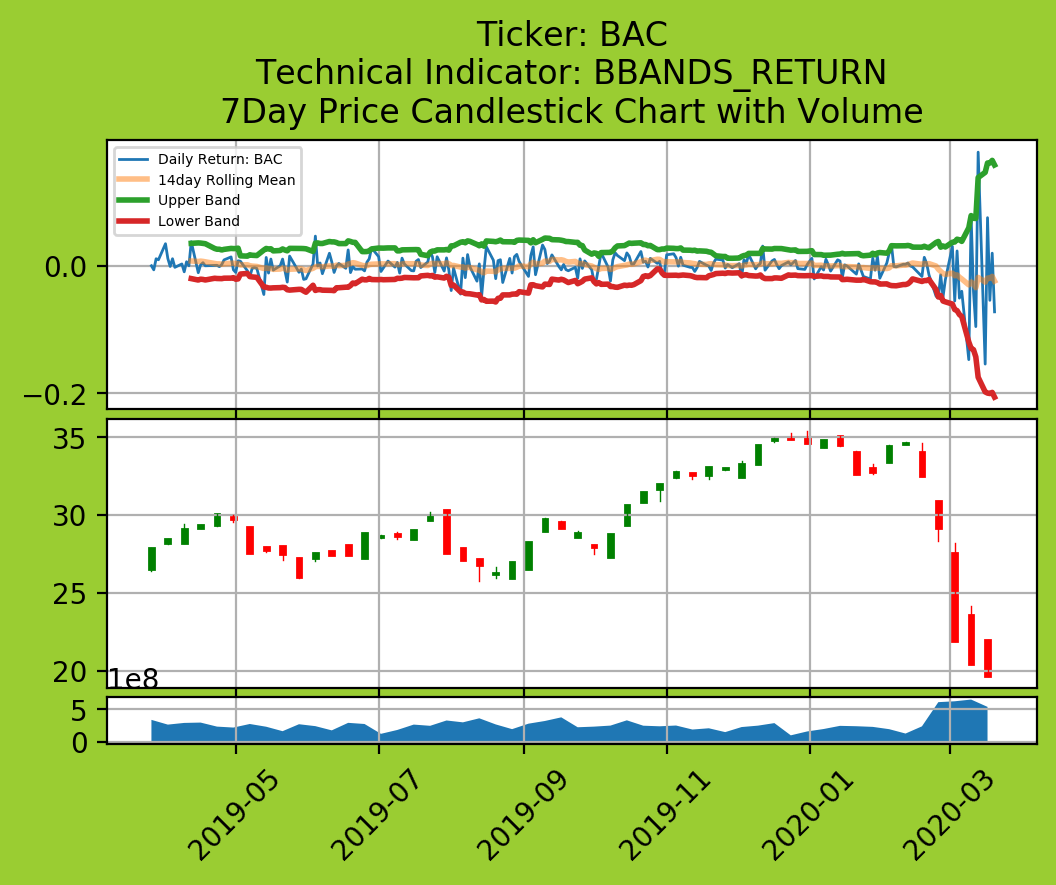 Ticker: BAC
Technical Indicator: BBANDS_RETURN
7Day Price Candlestick Chart with Volume
Daily Return: BAC
14day Rolling Mean
Upper Band
Lower Band
0.0
−0.2
35
30
25
20
1e8
5
0
2019-05
2019-07
2019-09
2019-11
2020-01
2020-03